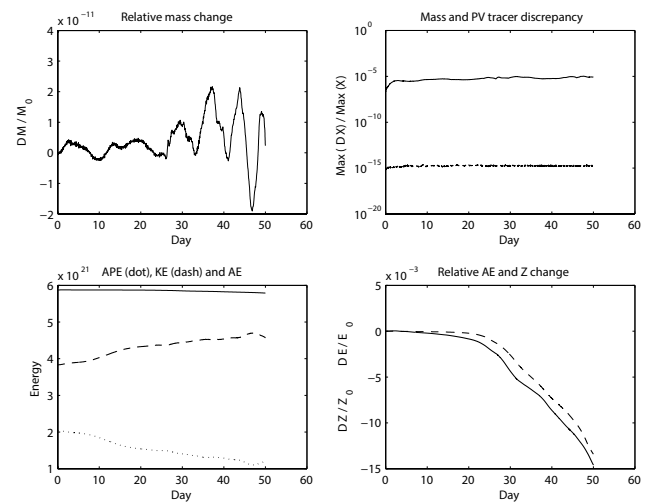 Relative mass change
x 10 -11
4
3
2
1
0
−1
−2
D M / M 0
0 10 20 30 40 50 60
Day
Mass and PV tracer discrepancy
10 0
10 −5
10 −10
10 −15
10 −20
Max ( D X) / Max (X)
0 10 20 30 40 50 60
Day
APE (dot), KE (dash) and AE
x 10 21
6
5
4
3
2
1
Energy
0 10 20 30 40 50 60
Day
Relative AE and Z change
x 10 −3
5
0
−5
−10
−15
D Z / Z 0 D E / E 0
0 10 20 30 40 50 60
Day